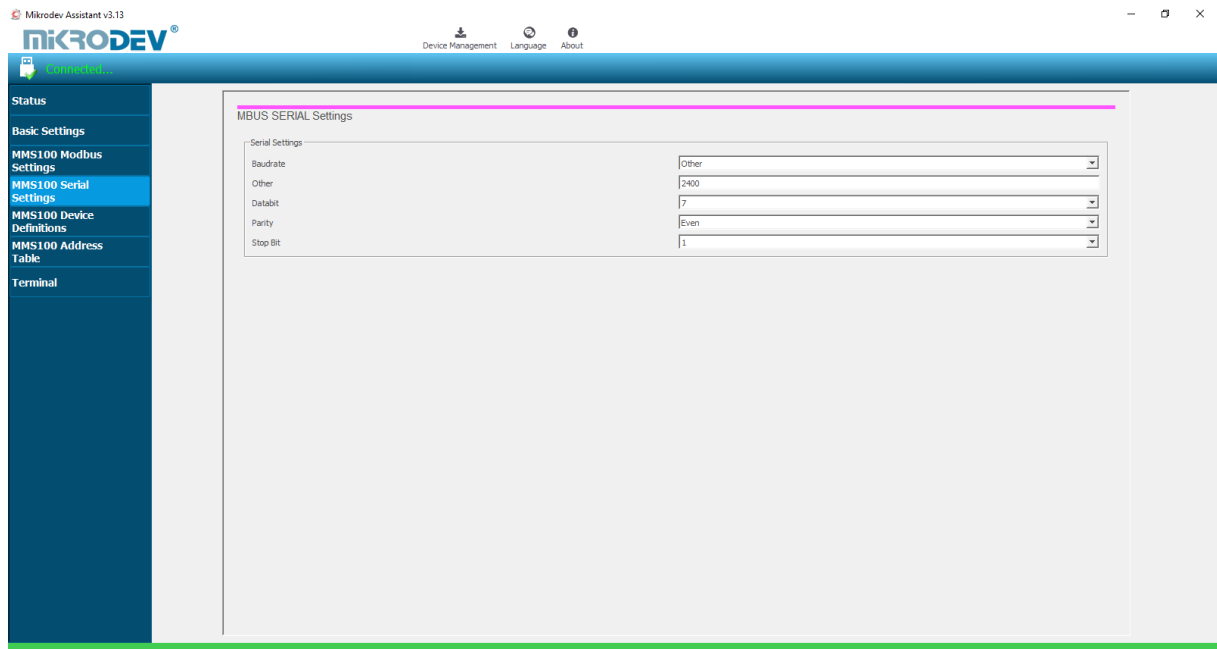 Mikrodev Assistant v3.13
MiKRODEV®
Device Management Language About
Connected...
Status
Basic Settings
MMS100 Modbus
Settings
MMS100 Serial
Settings
MMS100 Device
Definitions
MMS100 Address
Table
Terminal
MBUS SERIAL Settings
Serial Settings
Baudrate Other
Other 2400
Databit 7
Parity Even
Stop Bit 1